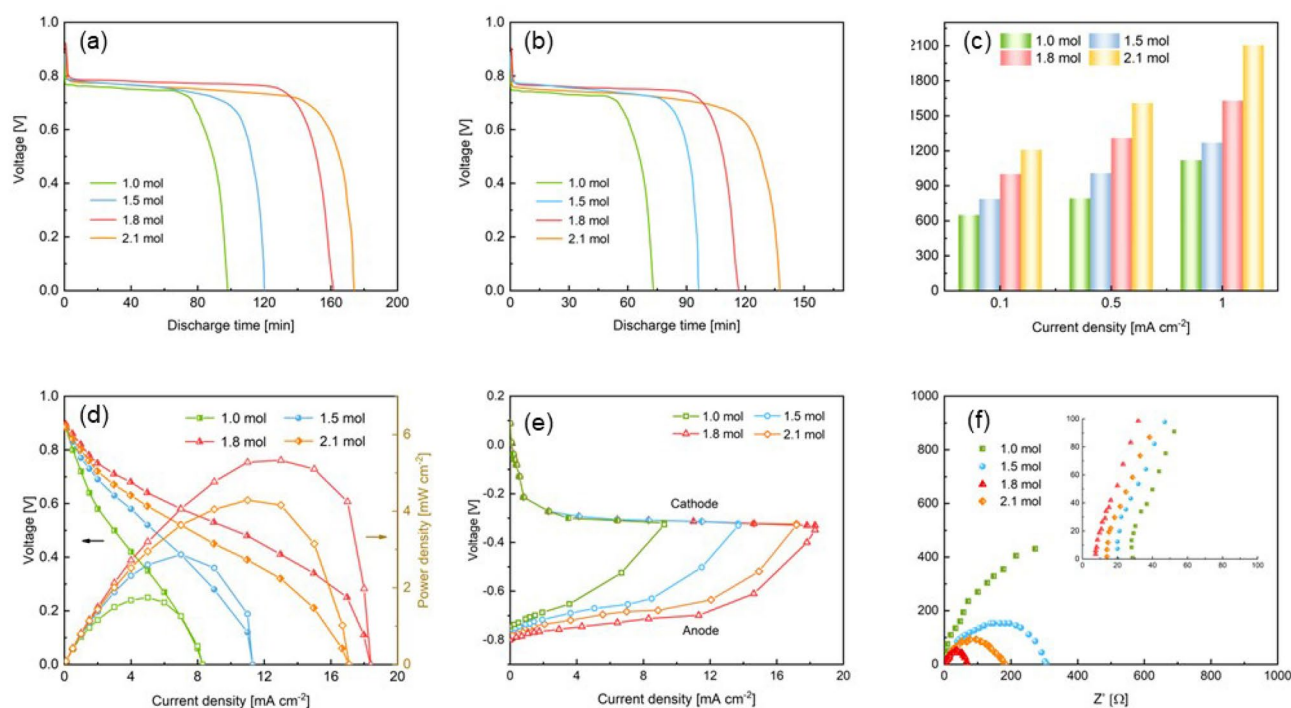 (a)
Voltage [V]
1.0
0.8
0.6
0.4
0.2
0.0
1.0 mol
1.5 mol
1.8 mol
2.1 mol
0 40 80 120 160 200
Discharge time [min]
(b)
Voltage [V]
1.0
0.8
0.6
0.4
0.2
0.0
1.0 mol
1.5 mol
1.8 mol
2.1 mol
0 30 60 90 120 150
Discharge time [min]
(c)
1.0 mol 1.5 mol
1.8 mol 2.1 mol
2100
1800
1500
1200
900
600
300
0
0.1 0.5 1
Current density [mA cm⁻²]
(d)
1.0 mol 1.5 mol
1.8 mol 2.1 mol
Voltage [V]
1.0
0.8
0.6
0.4
0.2
0.0
Power density [mW cm⁻²]
6
4
2
0
0 4 8 12 16 20
Current density [mA cm⁻²]
(e)
1.0 mol 1.5 mol
1.8 mol 2.1 mol
Voltage [V]
0.2
0.0
-0.2
-0.4
-0.6
-0.8
Cathode
Anode
0 4 8 12 16 20
Current density [mA cm⁻²]
(f)
1000
800
600
400
200
0
1.0 mol
1.5 mol
1.8 mol
2.1 mol
100
80
60
40
20
0
0 20 40 60 80 100
0 200 400 600 800 1000
Z' [Ω]